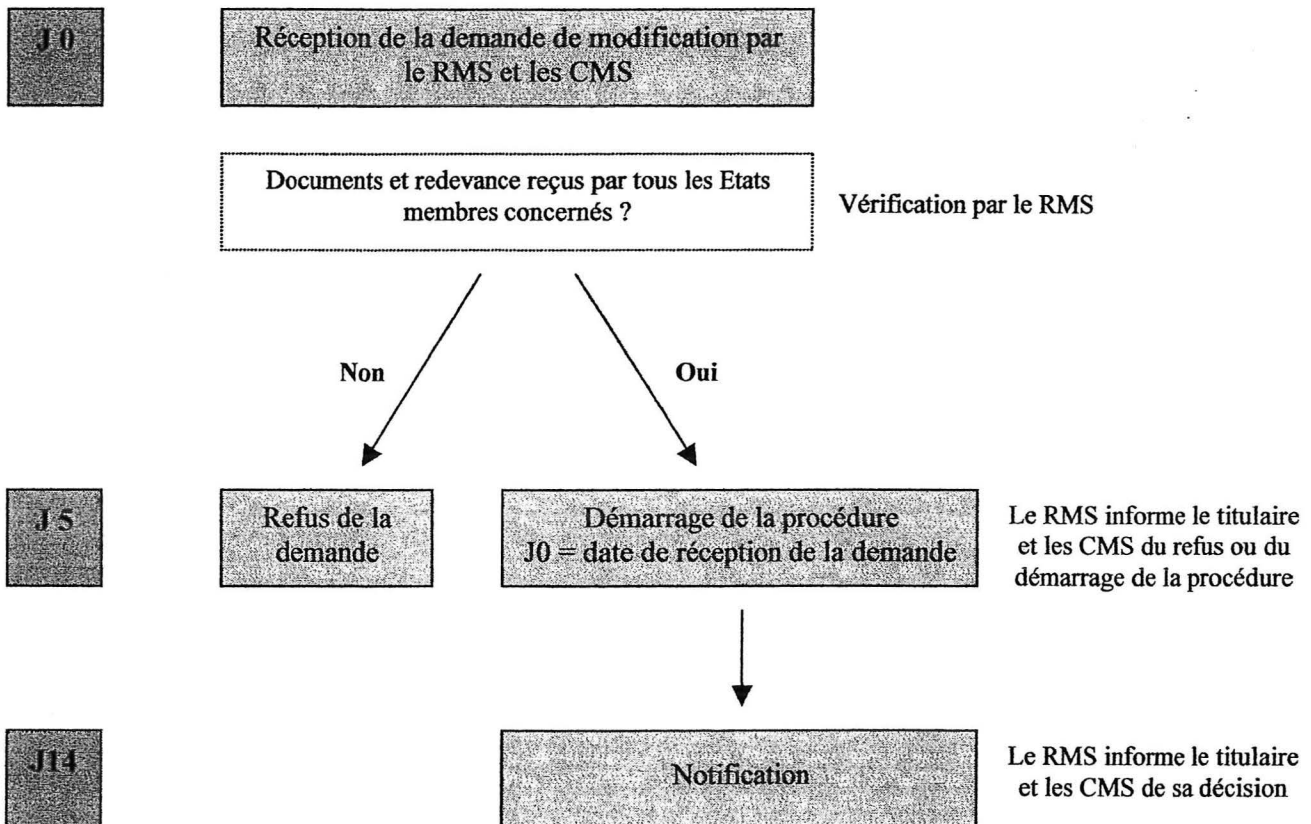 J 0
Réception de la demande de modification par
le RMS et les CMS
Documents et redevance reçus par tous les Etats
membres concernés ?
Vérification par le RMS
Non
Oui
J 5
Refus de la
demande
Démarrage de la procédure
J0 = date de réception de la demande
Le RMS informe le titulaire
et les CMS du refus ou du
démarrage de la procédure
J14
Notification
Le RMS informe le titulaire
et les CMS de sa décision